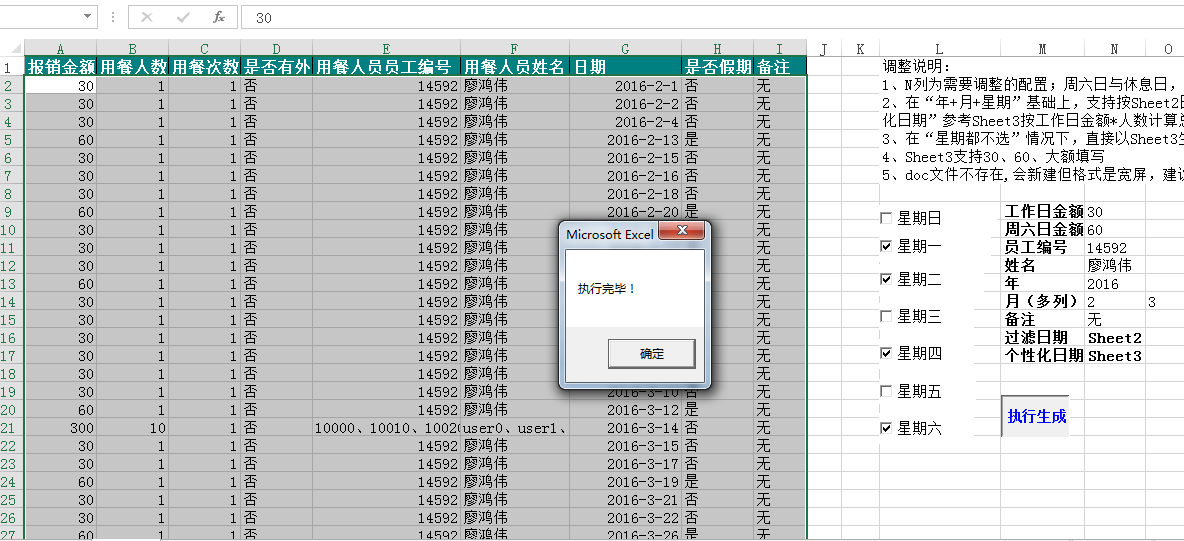 30
A B C D E F G H I J K L M N O
1 报销金额 用餐人数 用餐次数 是否有外 用餐人员员工编号 用餐人员姓名 日期 是否假期 备注
2 30 1 1 否 14592 廖鸿伟 2016-2-1 否 无
3 30 1 1 否 14592 廖鸿伟 2016-2-2 否 无
4 30 1 1 否 14592 廖鸿伟 2016-2-4 否 无
5 60 1 1 否 14592 廖鸿伟 2016-2-13 是 无
6 30 1 1 否 14592 廖鸿伟 2016-2-15 否 无
7 30 1 1 否 14592 廖鸿伟 2016-2-16 否 无
8 30 1 1 否 14592 廖鸿伟 2016-2-18 否 无
9 60 1 1 否 14592 廖鸿伟 2016-2-20 是 无
10 30 1 1 否 14592 廖鸿伟 无
11 30 1 1 否 14592 廖鸿伟 无
12 30 1 1 否 14592 廖鸿伟 无
13 60 1 1 否 14592 廖鸿伟 无
14 30 1 1 否 14592 廖鸿伟 无
15 30 1 1 否 14592 廖鸿伟 无
16 30 1 1 否 14592 廖鸿伟 无
17 30 1 1 否 14592 廖鸿伟 无
18 30 1 1 否 14592 廖鸿伟 无
19 30 1 1 否 14592 廖鸿伟 2016-3-10 否 无
20 60 1 1 否 14592 廖鸿伟 2016-3-12 是 无
21 300 10 1 否 10000、10010、1002 user0、user1、 2016-3-14 否 无
22 30 1 1 否 14592 廖鸿伟 2016-3-15 否 无
23 30 1 1 否 14592 廖鸿伟 2016-3-17 否 无
24 60 1 1 否 14592 廖鸿伟 2016-3-19 是 无
25 30 1 1 否 14592 廖鸿伟 2016-3-21 否 无
26 30 1 1 否 14592 廖鸿伟 2016-3-22 否 无
27 60 1 1 否 14592 廖鸿伟 2016-3-26 是 无
Microsoft Excel
执行完毕！
确定
调整说明：
1、N列为需要调整的配置；周六日与休息日，
2、在“年+月+星期”基础上，支持按Sheet2日
化日期”参考Sheet3按工作日金额*人数计算总
3、在“星期都不选”情况下，直接以Sheet3生
4、Sheet3支持30、60、大额填写
5、doc文件不存在,会新建但格式是宽屏，建议
星期日
星期一
星期二
星期三
星期四
星期五
星期六
工作日金额 30
周六日金额 60
员工编号 14592
姓名 廖鸿伟
年 2016
月（多列） 2 3
备注 无
过滤日期 Sheet2
个性化日期 Sheet3
执行生成